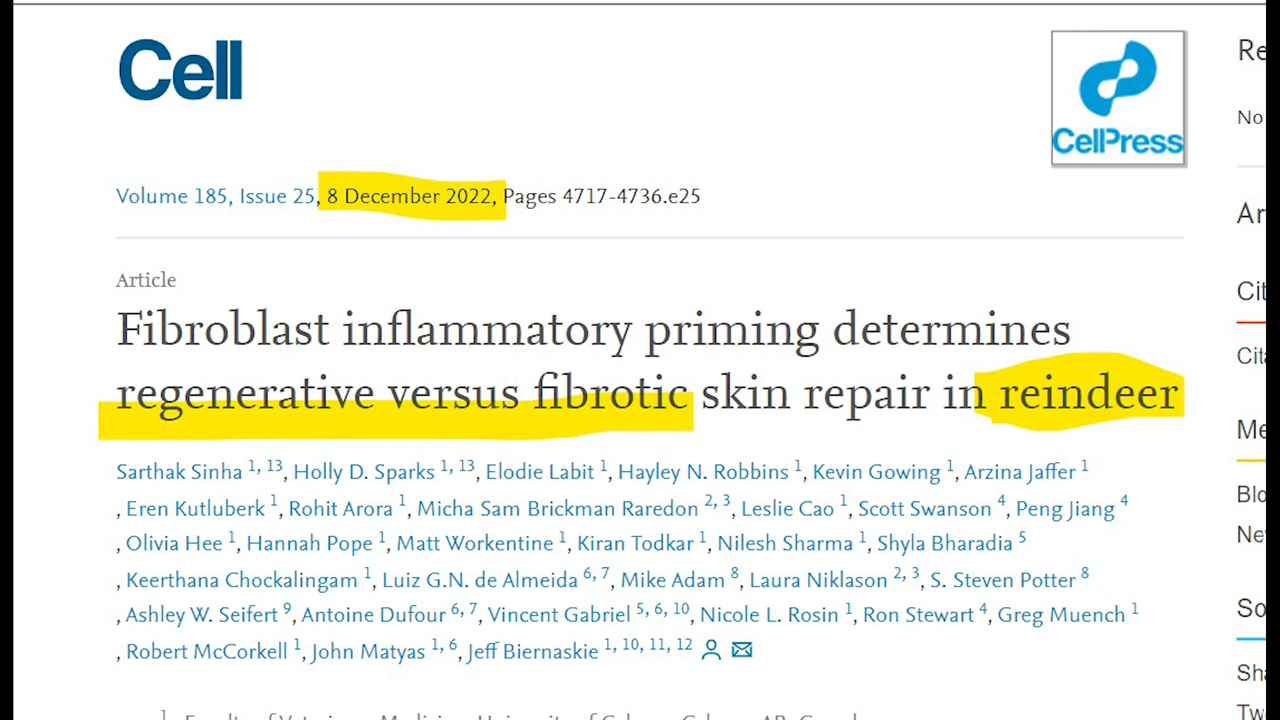 Cell
CellPress
Volume 185, Issue 25, 8 December 2022, Pages 4717-4736.e25
Article
Fibroblast inflammatory priming determines
regenerative versus fibrotic skin repair in reindeer
Sarthak Sinha 1, 13, Holly D. Sparks 1, 13, Elodie Labit 1, Hayley N. Robbins 1, Kevin Gowing 1, Arzina Jaffer 1
, Eren Kutluberk 1, Rohit Arora 1, Micha Sam Brickman Raredon 2, 3, Leslie Cao 1, Scott Swanson 4, Peng Jiang 4
, Olivia Hee 1, Hannah Pope 1, Matt Workentine 1, Kiran Todkar 1, Nilesh Sharma 1, Shyla Bharadia 5
, Keerthana Chockalingam 1, Luiz G.N. de Almeida 6, 7, Mike Adam 8, Laura Niklason 2, 3, S. Steven Potter 8
, Ashley W. Seifert 9, Antoine Dufour 6, 7, Vincent Gabriel 5, 6, 10, Nicole L. Rosin 1, Ron Stewart 4, Greg Muench 1
, Robert McCorkell 1, John Matyas 1, 6, Jeff Biernaskie 1, 10, 11, 12
Re
No
Ar
Cit
Cit
Me
Blo
Ne
So
Sha
Tw